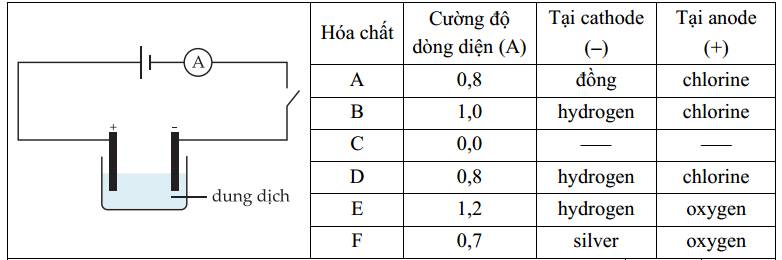 A
+
–
dung dịch
Hóa chất | Cường độ dòng diện (A) | Tại cathode (–) | Tại anode (+)
A | 0,8 | đồng | chlorine
B | 1,0 | hydrogen | chlorine
C | 0,0 | –– | ––
D | 0,8 | hydrogen | chlorine
E | 1,2 | hydrogen | oxygen
F | 0,7 | silver | oxygen